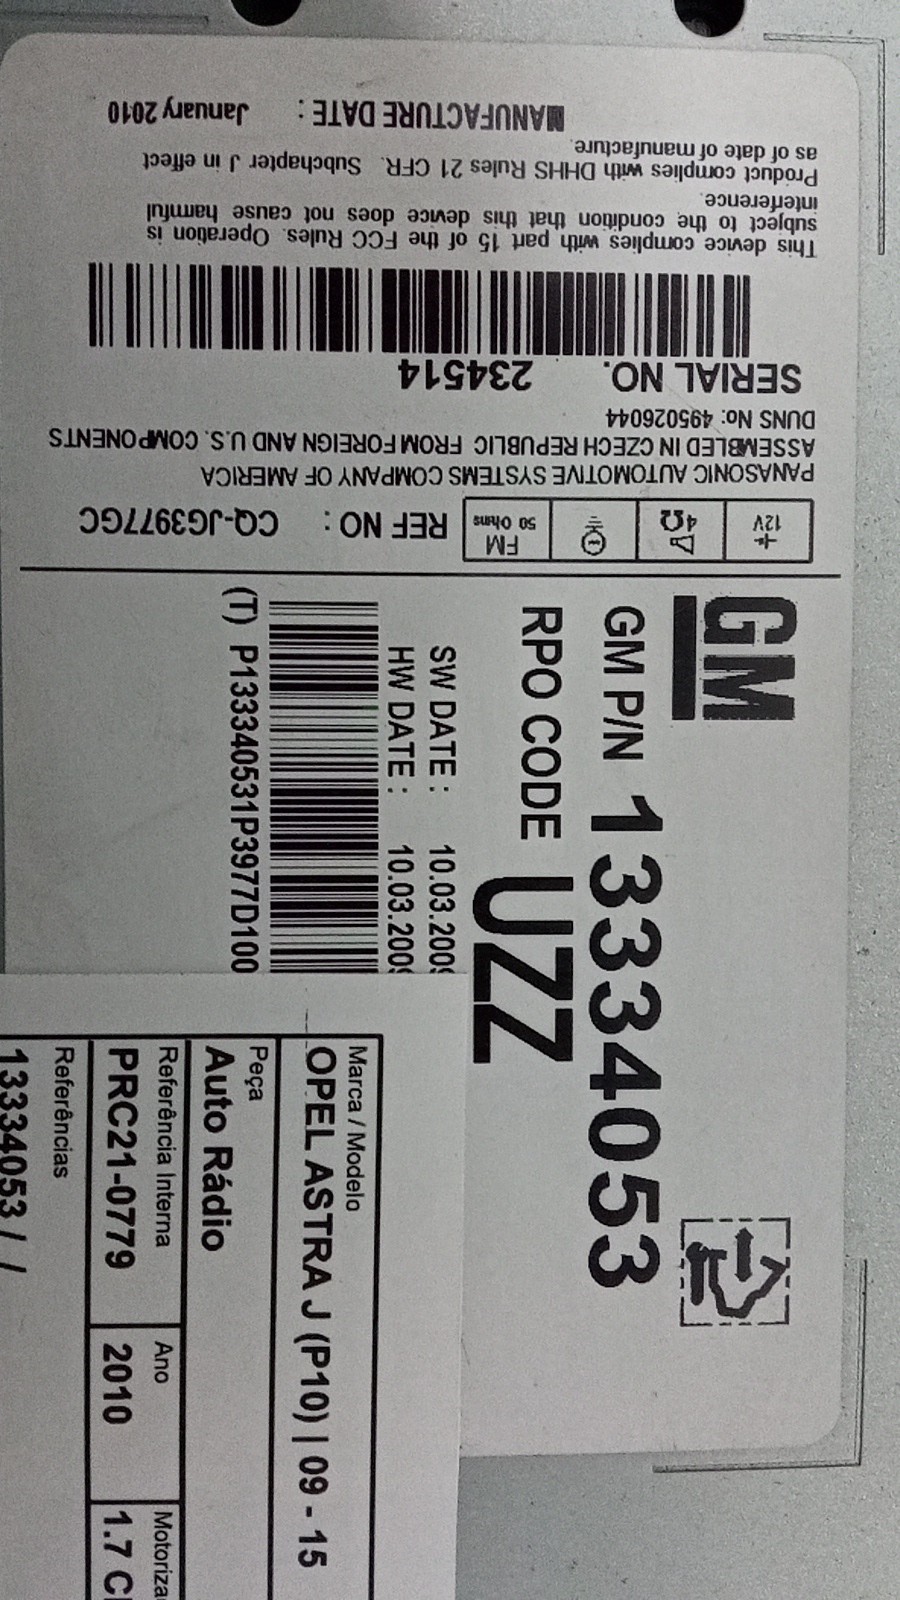 MANUFACTURE DATE : January 2010
Product complies with DHHS Rules 21 CFR. Subchapter J in effect
as of date of manufacture.
This device complies with part 15 of the FCC Rules. Operation is
subject to the condition that this device does not cause harmful
interference.
SERIAL NO. 234514
DUNS No: 495026044
ASSEMBLED IN CZECH REPUBLIC FROM FOREIGN AND U.S. COMPONENTS
PANASONIC AUTOMOTIVE SYSTEMS COMPANY OF AMERICA
12V
4Ω
FM
50 Ohms
REF NO : CQ-JG3977GC
GM
GM P/N 13334053
RPO CODE UZZ
SW DATE : 10.03.200
HW DATE : 10.03.200
(T) P133340531P3977D100
Marca / Modelo
OPEL ASTRA J (P10) | 09 - 15
Peça
Auto Rádio
Referência Interna Ano
PRC21-0779 2010 1.7
Referências
13334053 / /